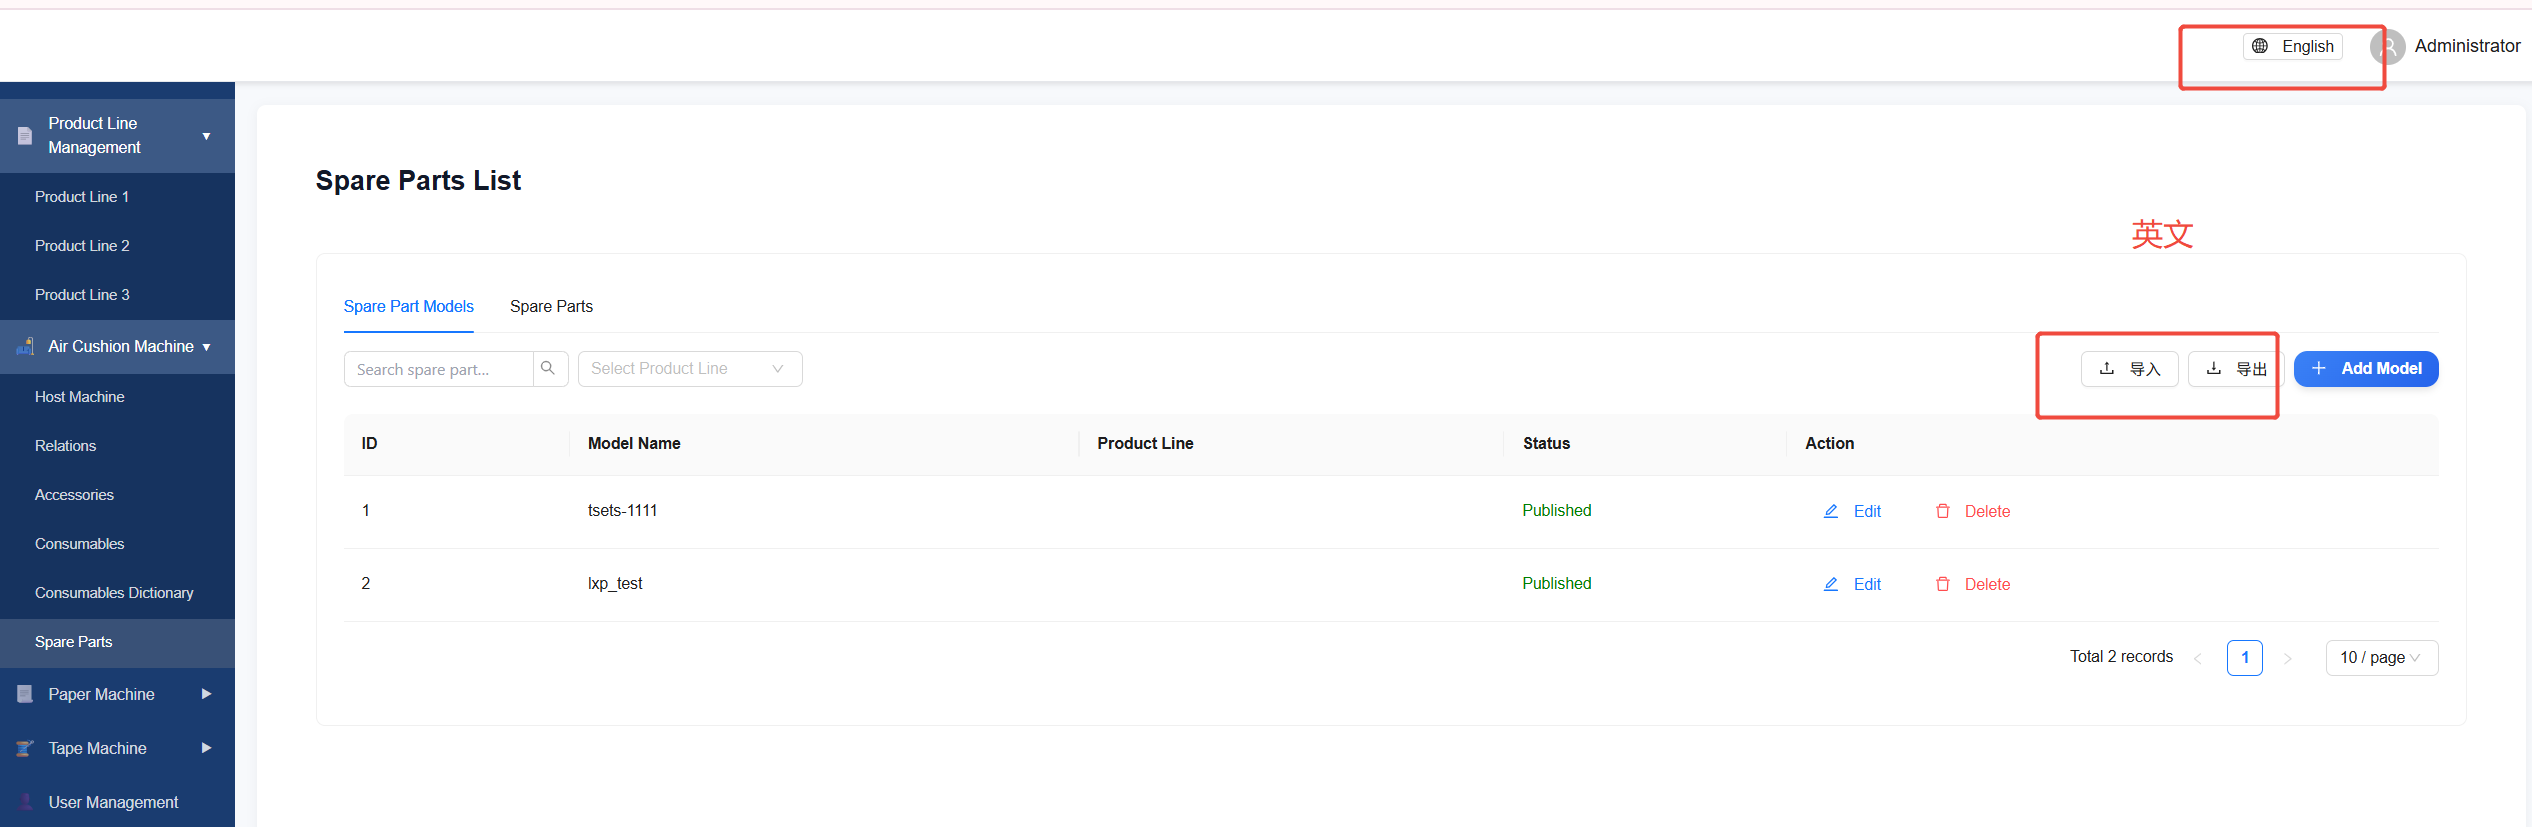 English
Administrator
Product Line
Management
Product Line 1
Product Line 2
Product Line 3
Air Cushion Machine
Host Machine
Relations
Accessories
Consumables
Consumables Dictionary
Spare Parts
Paper Machine
Tape Machine
User Management
Spare Parts List
英文
Spare Part Models Spare Parts
Search spare part... Select Product Line 导入 导出 Add Model
ID Model Name Product Line Status Action
1 tsets-1111 Published Edit Delete
2 lxp_test Published Edit Delete
Total 2 records 1 10 / page